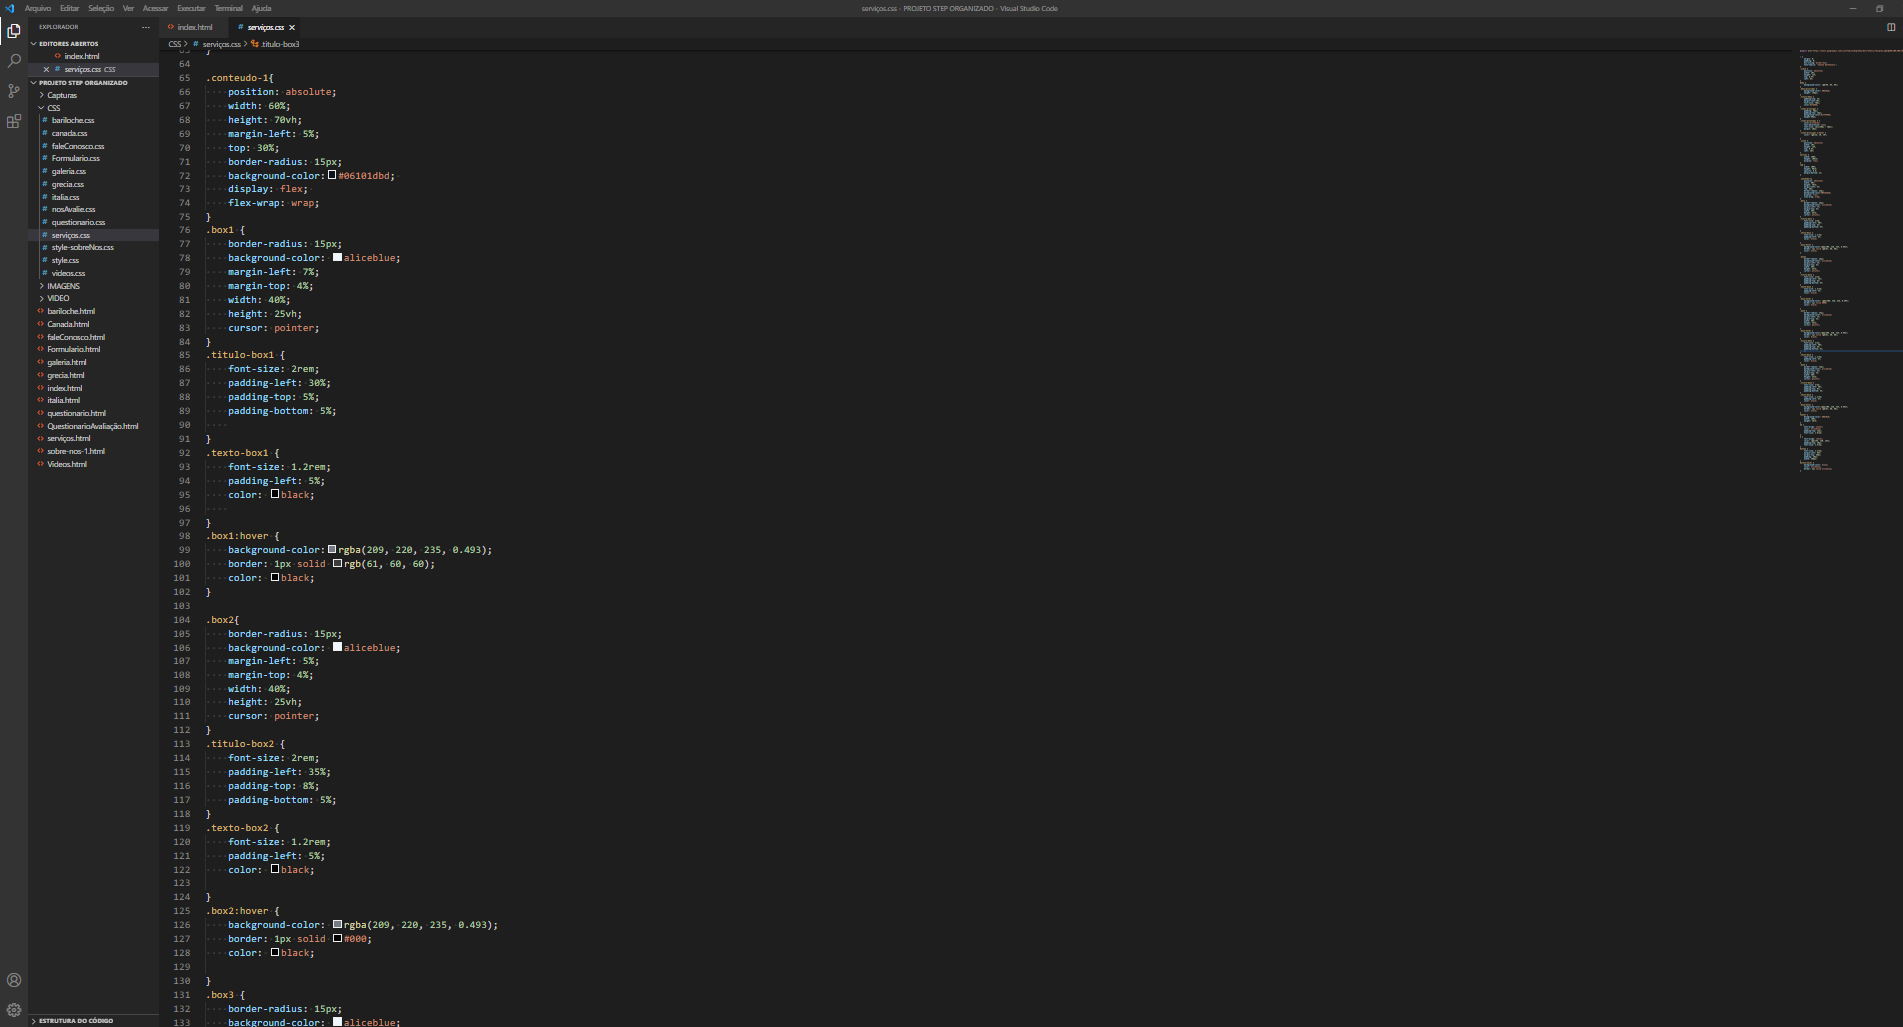 Arquivo Editar Seleção Ver Acessar Executar Terminal Ajuda
serviços.css - PROJETO STEP ORGANIZADO - Visual Studio Code
EXPLORADOR ...
EDITORES ABERTOS
index.html
serviços.css CSS
PROJETO STEP ORGANIZADO
Capturas
CSS
# bariloche.css
# canada.css
# faleConosco.css
# Formulario.css
# galeria.css
# grecia.css
# italia.css
# nosAvalie.css
# questionario.css
# serviços.css
# style-sobreNos.css
# style.css
# videos.css
IMAGENS
VIDEO
bariloche.html
Canada.html
faleConosco.html
Formulario.html
galeria.html
grecia.html
index.html
italia.html
questionario.html
QuestionarioAvaliação.html
serviços.html
sobre-nos-1.html
Videos.html
ESTRUTURA DO CÓDIGO
index.html # serviços.css
CSS > # serviços.css > .titulo-box3
63 }
64
65 .conteudo-1{
66 position: absolute;
67 width: 60%;
68 height: 70vh;
69 margin-left: 5%;
70 top: 30%;
71 border-radius: 15px;
72 background-color: #06101dbd;
73 display: flex;
74 flex-wrap: wrap;
75 }
76 .box1 {
77 border-radius: 15px;
78 background-color: aliceblue;
79 margin-left: 7%;
80 margin-top: 4%;
81 width: 40%;
82 height: 25vh;
83 cursor: pointer;
84 }
85 .titulo-box1 {
86 font-size: 2rem;
87 padding-left: 30%;
88 padding-top: 5%;
89 padding-bottom: 5%;
90
91 }
92 .texto-box1 {
93 font-size: 1.2rem;
94 padding-left: 5%;
95 color: black;
96
97 }
98 .box1:hover {
99 background-color: rgba(209, 220, 235, 0.493);
100 border: 1px solid rgb(61, 60, 60);
101 color: black;
102 }
103
104 .box2{
105 border-radius: 15px;
106 background-color: aliceblue;
107 margin-left: 5%;
108 margin-top: 4%;
109 width: 40%;
110 height: 25vh;
111 cursor: pointer;
112 }
113 .titulo-box2 {
114 font-size: 2rem;
115 padding-left: 35%;
116 padding-top: 8%;
117 padding-bottom: 5%;
118 }
119 .texto-box2 {
120 font-size: 1.2rem;
121 padding-left: 5%;
122 color: black;
123
124 }
125 .box2:hover {
126 background-color: rgba(209, 220, 235, 0.493);
127 border: 1px solid #000;
128 color: black;
129
130 }
131 .box3 {
132 border-radius: 15px;
133 background-color: aliceblue;